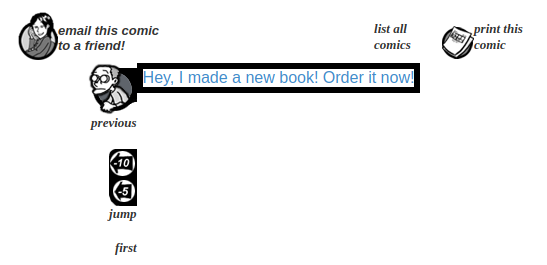 email this comic
to a friend!
list all
comics
print this
comic
Hey, I made a new book! Order it now!
previous
-10
-5
jump
first